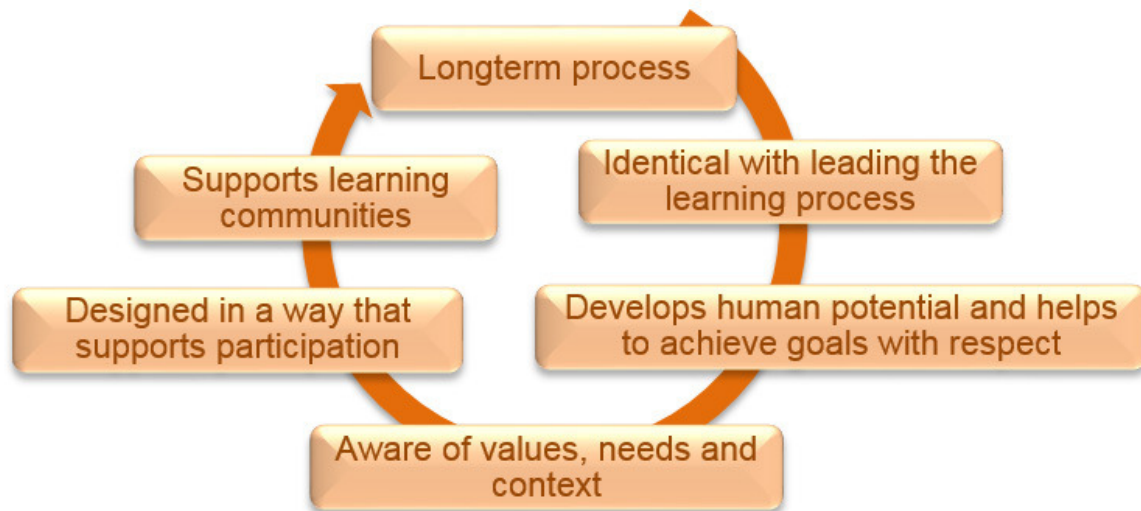 Longterm process
Identical with leading the
learning process
Develops human potential and helps
to achieve goals with respect
Aware of values, needs and
context
Designed in a way that
supports participation
Supports learning
communities